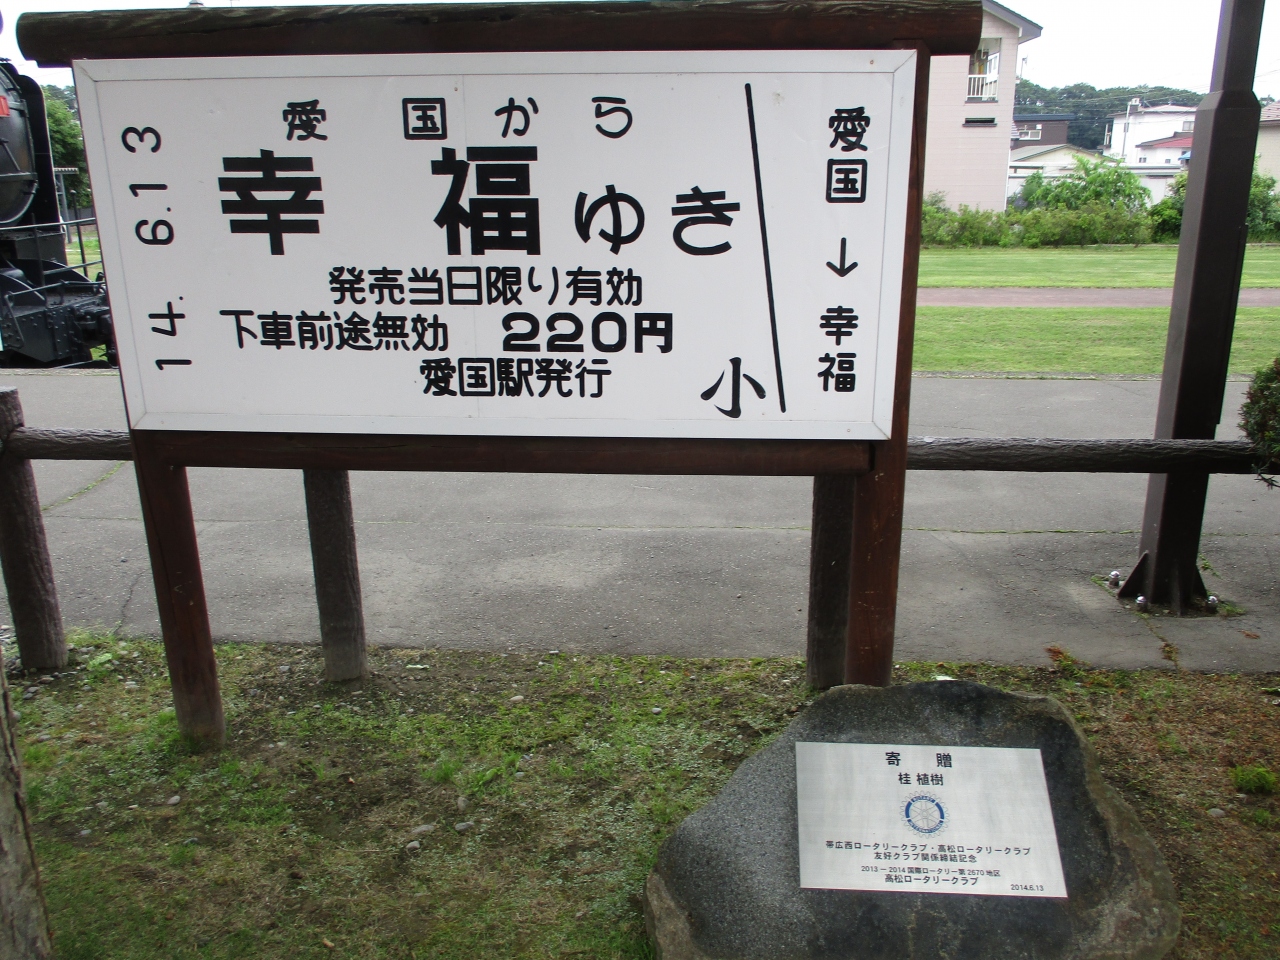 14. 6.13
愛国から
幸福ゆき
発売当日限り有効
下車前途無効 220円
愛国駅発行
小
愛国→幸福
寄贈
桂 植樹
ROTARY INTERNATIONAL
帯広西ロータリークラブ・高松ロータリークラブ
友好クラブ関係締結記念
2013－2014 国際ロータリー第2670地区
高松ロータリークラブ
2014.6.13